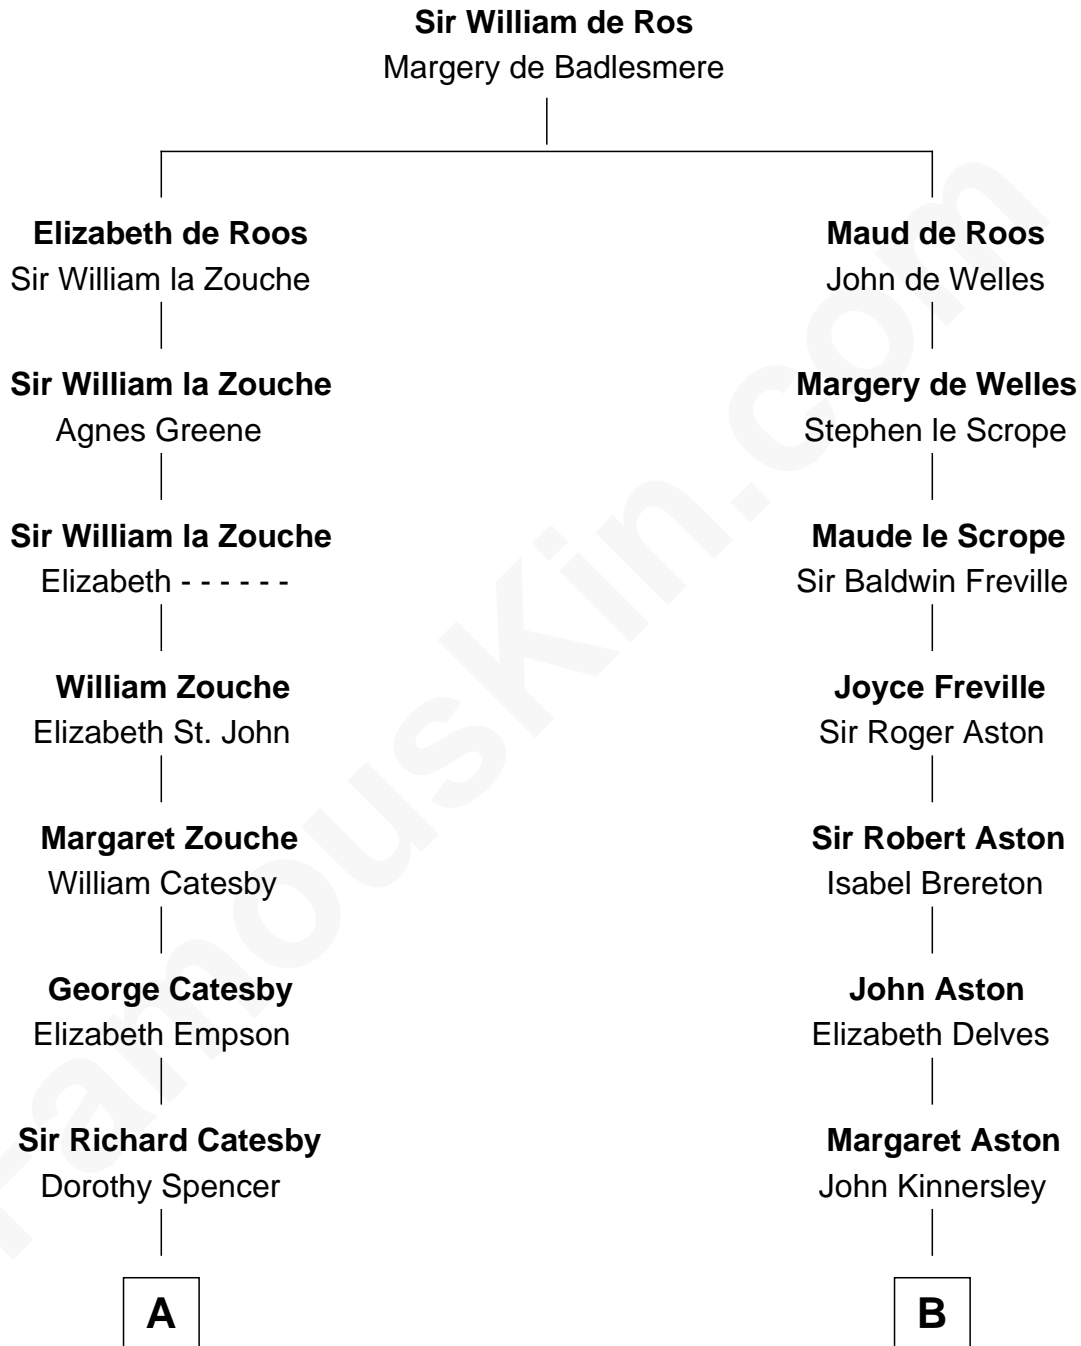 Sir William de Ros
Margery de Badlesmere
Elizabeth de Roos
Sir William la Zouche
Maud de Roos
John de Welles
Sir William la Zouche
Agnes Greene
Margery de Welles
Stephen le Scrope
Sir William la Zouche
Elizabeth - - - - - -
Maude le Scrope
Sir Baldwin Freville
William Zouche
Elizabeth St. John
Joyce Freville
Sir Roger Aston
Margaret Zouche
William Catesby
Sir Robert Aston
Isabel Brereton
George Catesby
Elizabeth Empson
John Aston
Elizabeth Delves
Sir Richard Catesby
Dorothy Spencer
Margaret Aston
John Kinnersley
A
B
FamousKin.com